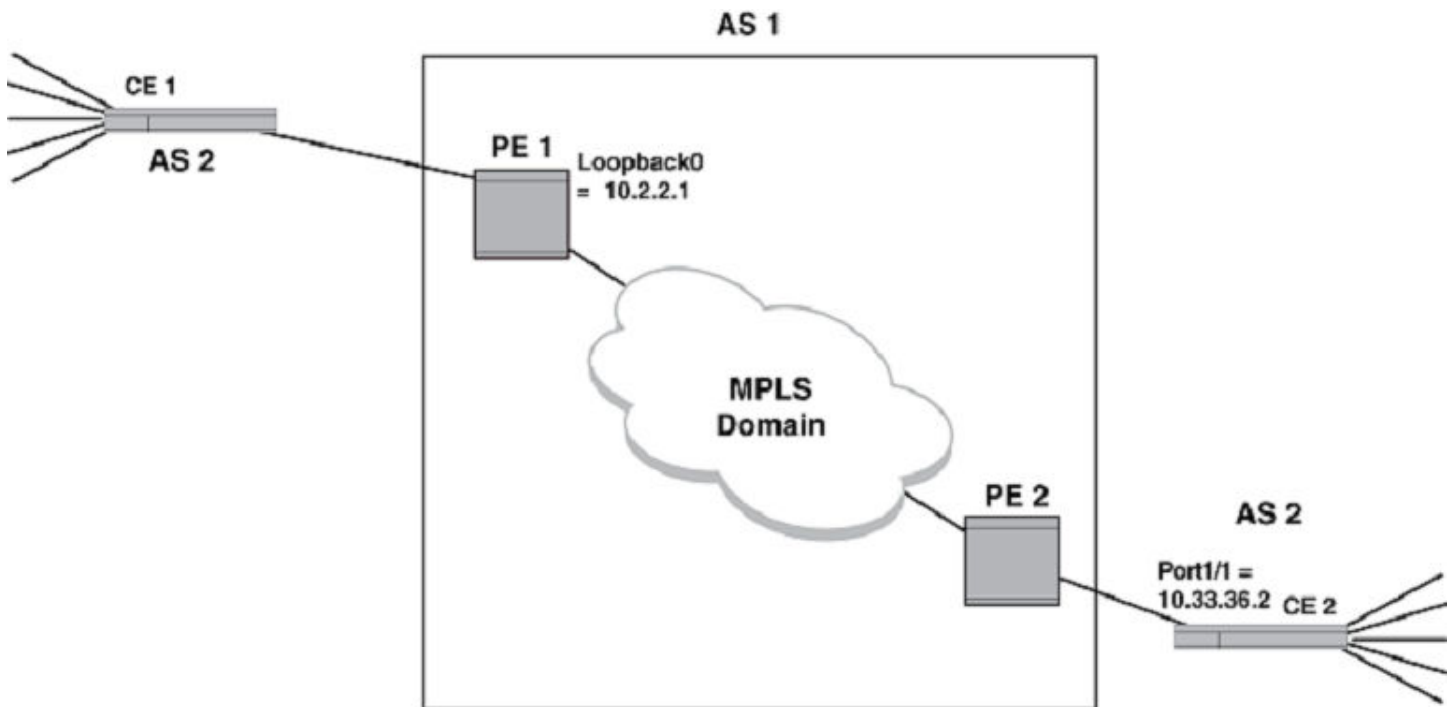 AS 1
CE 1
AS 2
PE 1
Loopback0
= 10.2.2.1
MPLS
Domain
PE 2
AS 2
Port1/1 =
10.33.36.2
CE 2